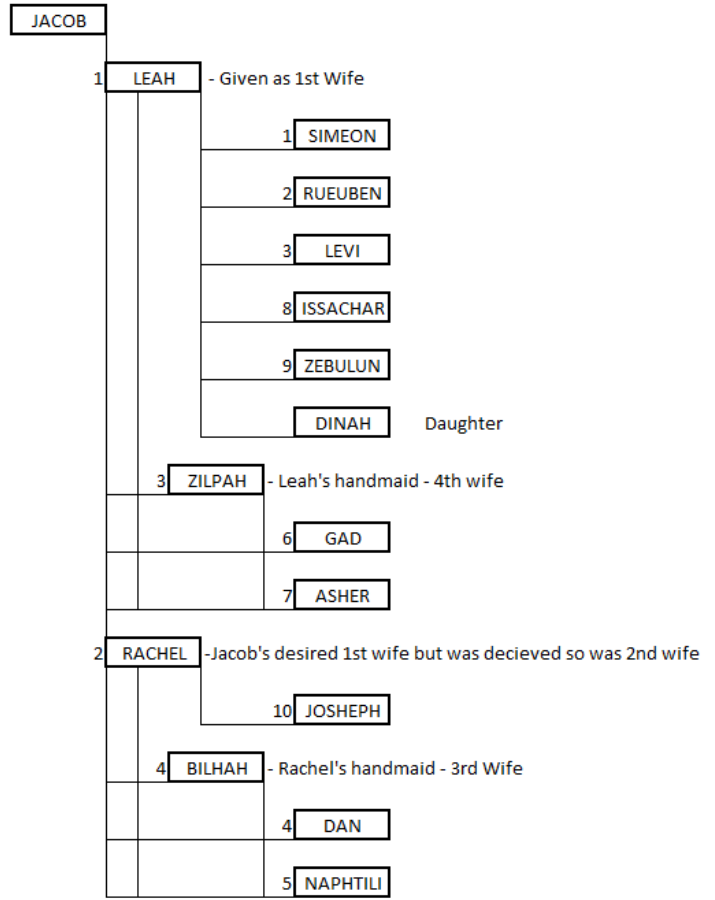 JACOB
1 LEAH - Given as 1st Wife
1 SIMEON
2 RUEUBEN
3 LEVI
8 ISSACHAR
9 ZEBULUN
DINAH Daughter
3 ZILPAH - Leah's handmaid - 4th wife
6 GAD
7 ASHER
2 RACHEL -Jacob's desired 1st wife but was decieved so was 2nd wife
10 JOSHEPH
4 BILHAH - Rachel's handmaid - 3rd Wife
4 DAN
5 NAPHTILI